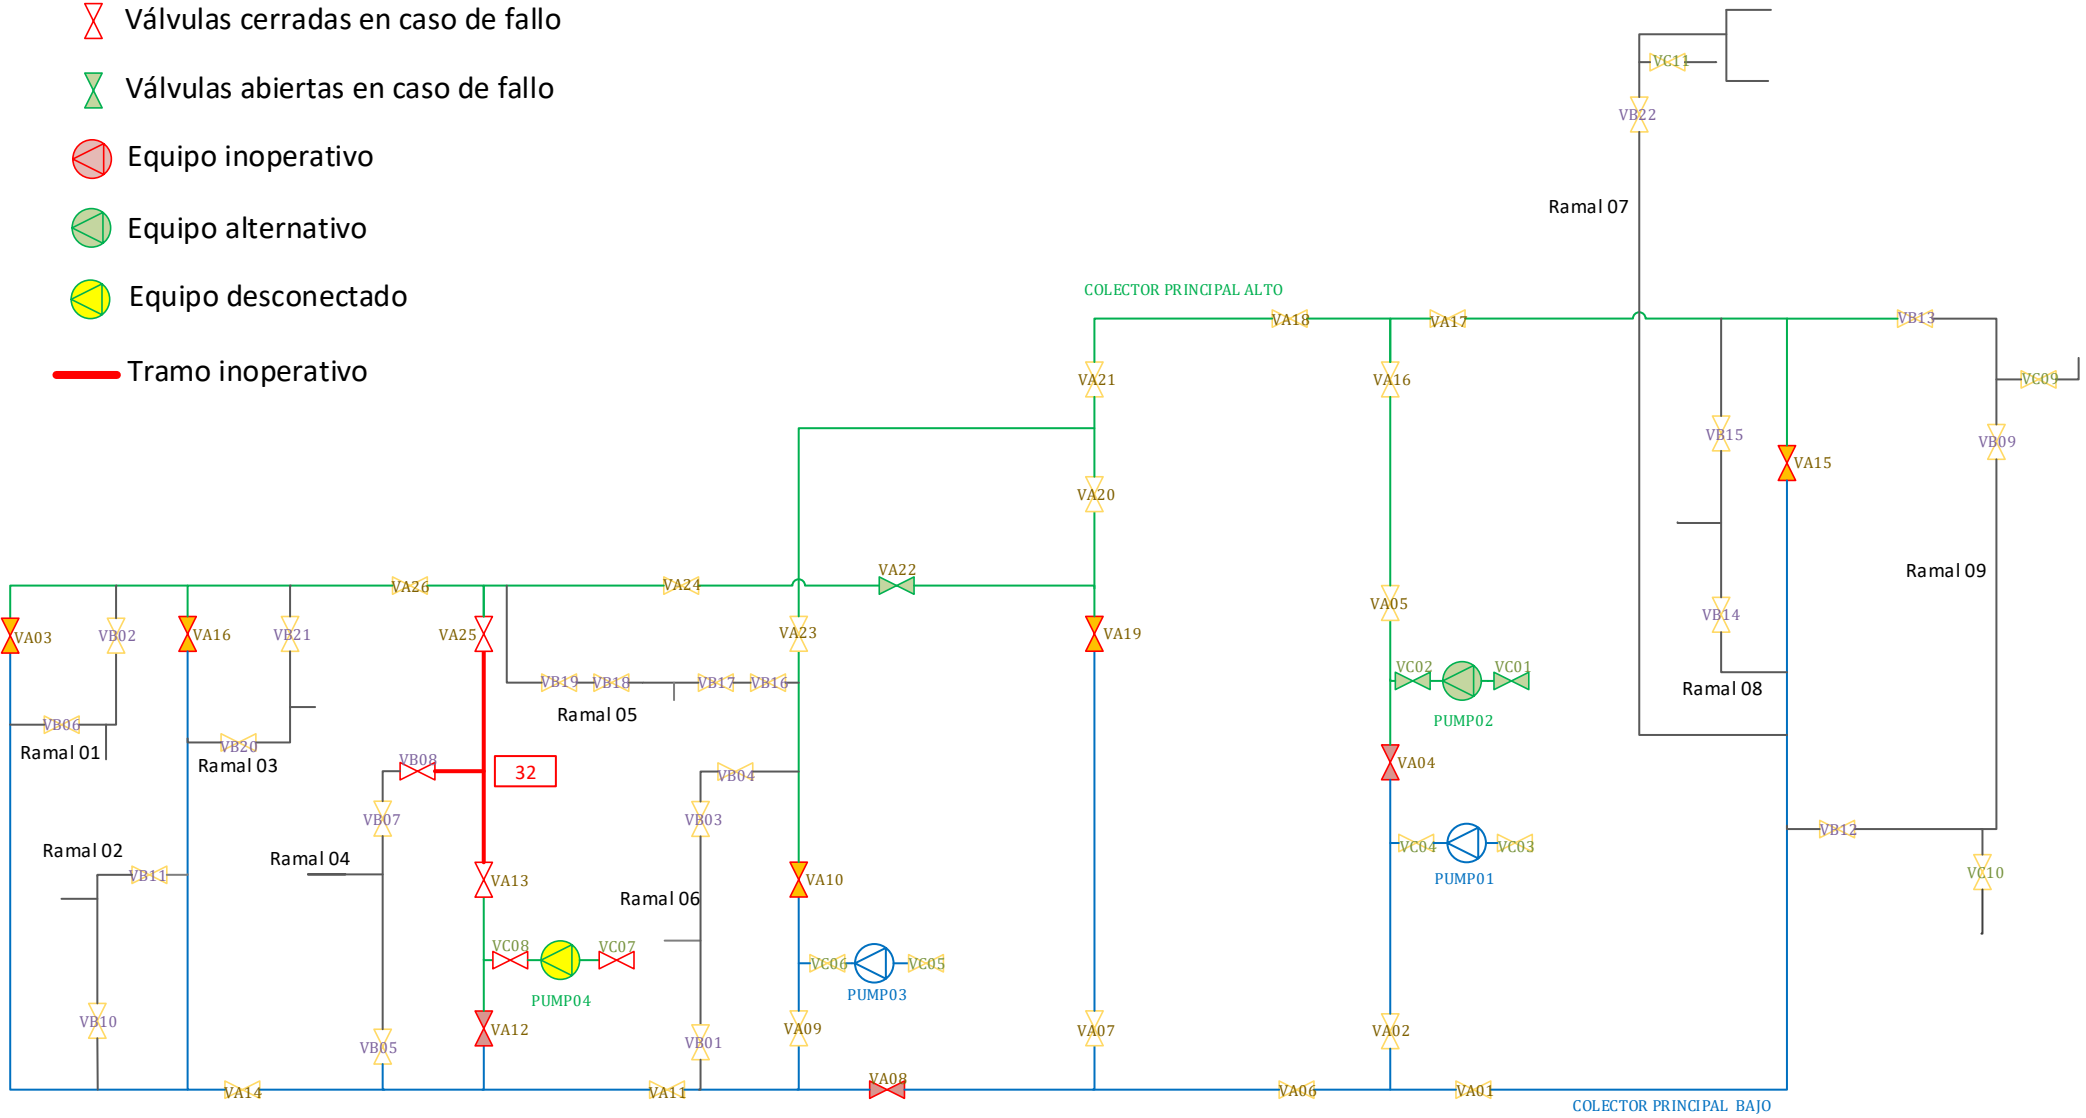 Válvulas cerradas en caso de fallo
Válvulas abiertas en caso de fallo
Equipo inoperativo
Equipo alternativo
Equipo desconectado
Tramo inoperativo
VC11
VB22
Ramal 07
COLECTOR PRINCIPAL ALTO
VA18
VA17
VB13
VA21
VA16
VC09
VB15
VB09
VA15
VA20
VA22
VA26
VA24
Ramal 09
VA05
VB14
VA03
VB02
VA16
VB21
VA25
VA23
VA19
VC02
VC01
VB19
VB18
VB17
VB16
Ramal 08
Ramal 05
PUMP02
VB06
Ramal 01
VB20
Ramal 03
VB08
32
VB04
VA04
VB07
VB03
VB12
VC04
VC03
Ramal 02
Ramal 04
VB11
VA13
VA10
PUMP01
VC10
Ramal 06
VC08
VC07
VC06
VC05
PUMP04
PUMP03
VB10
VA12
VA09
VA07
VA02
VB05
VB01
VA08
VA14
VA11
VA06
VA01
COLECTOR PRINCIPAL BAJO